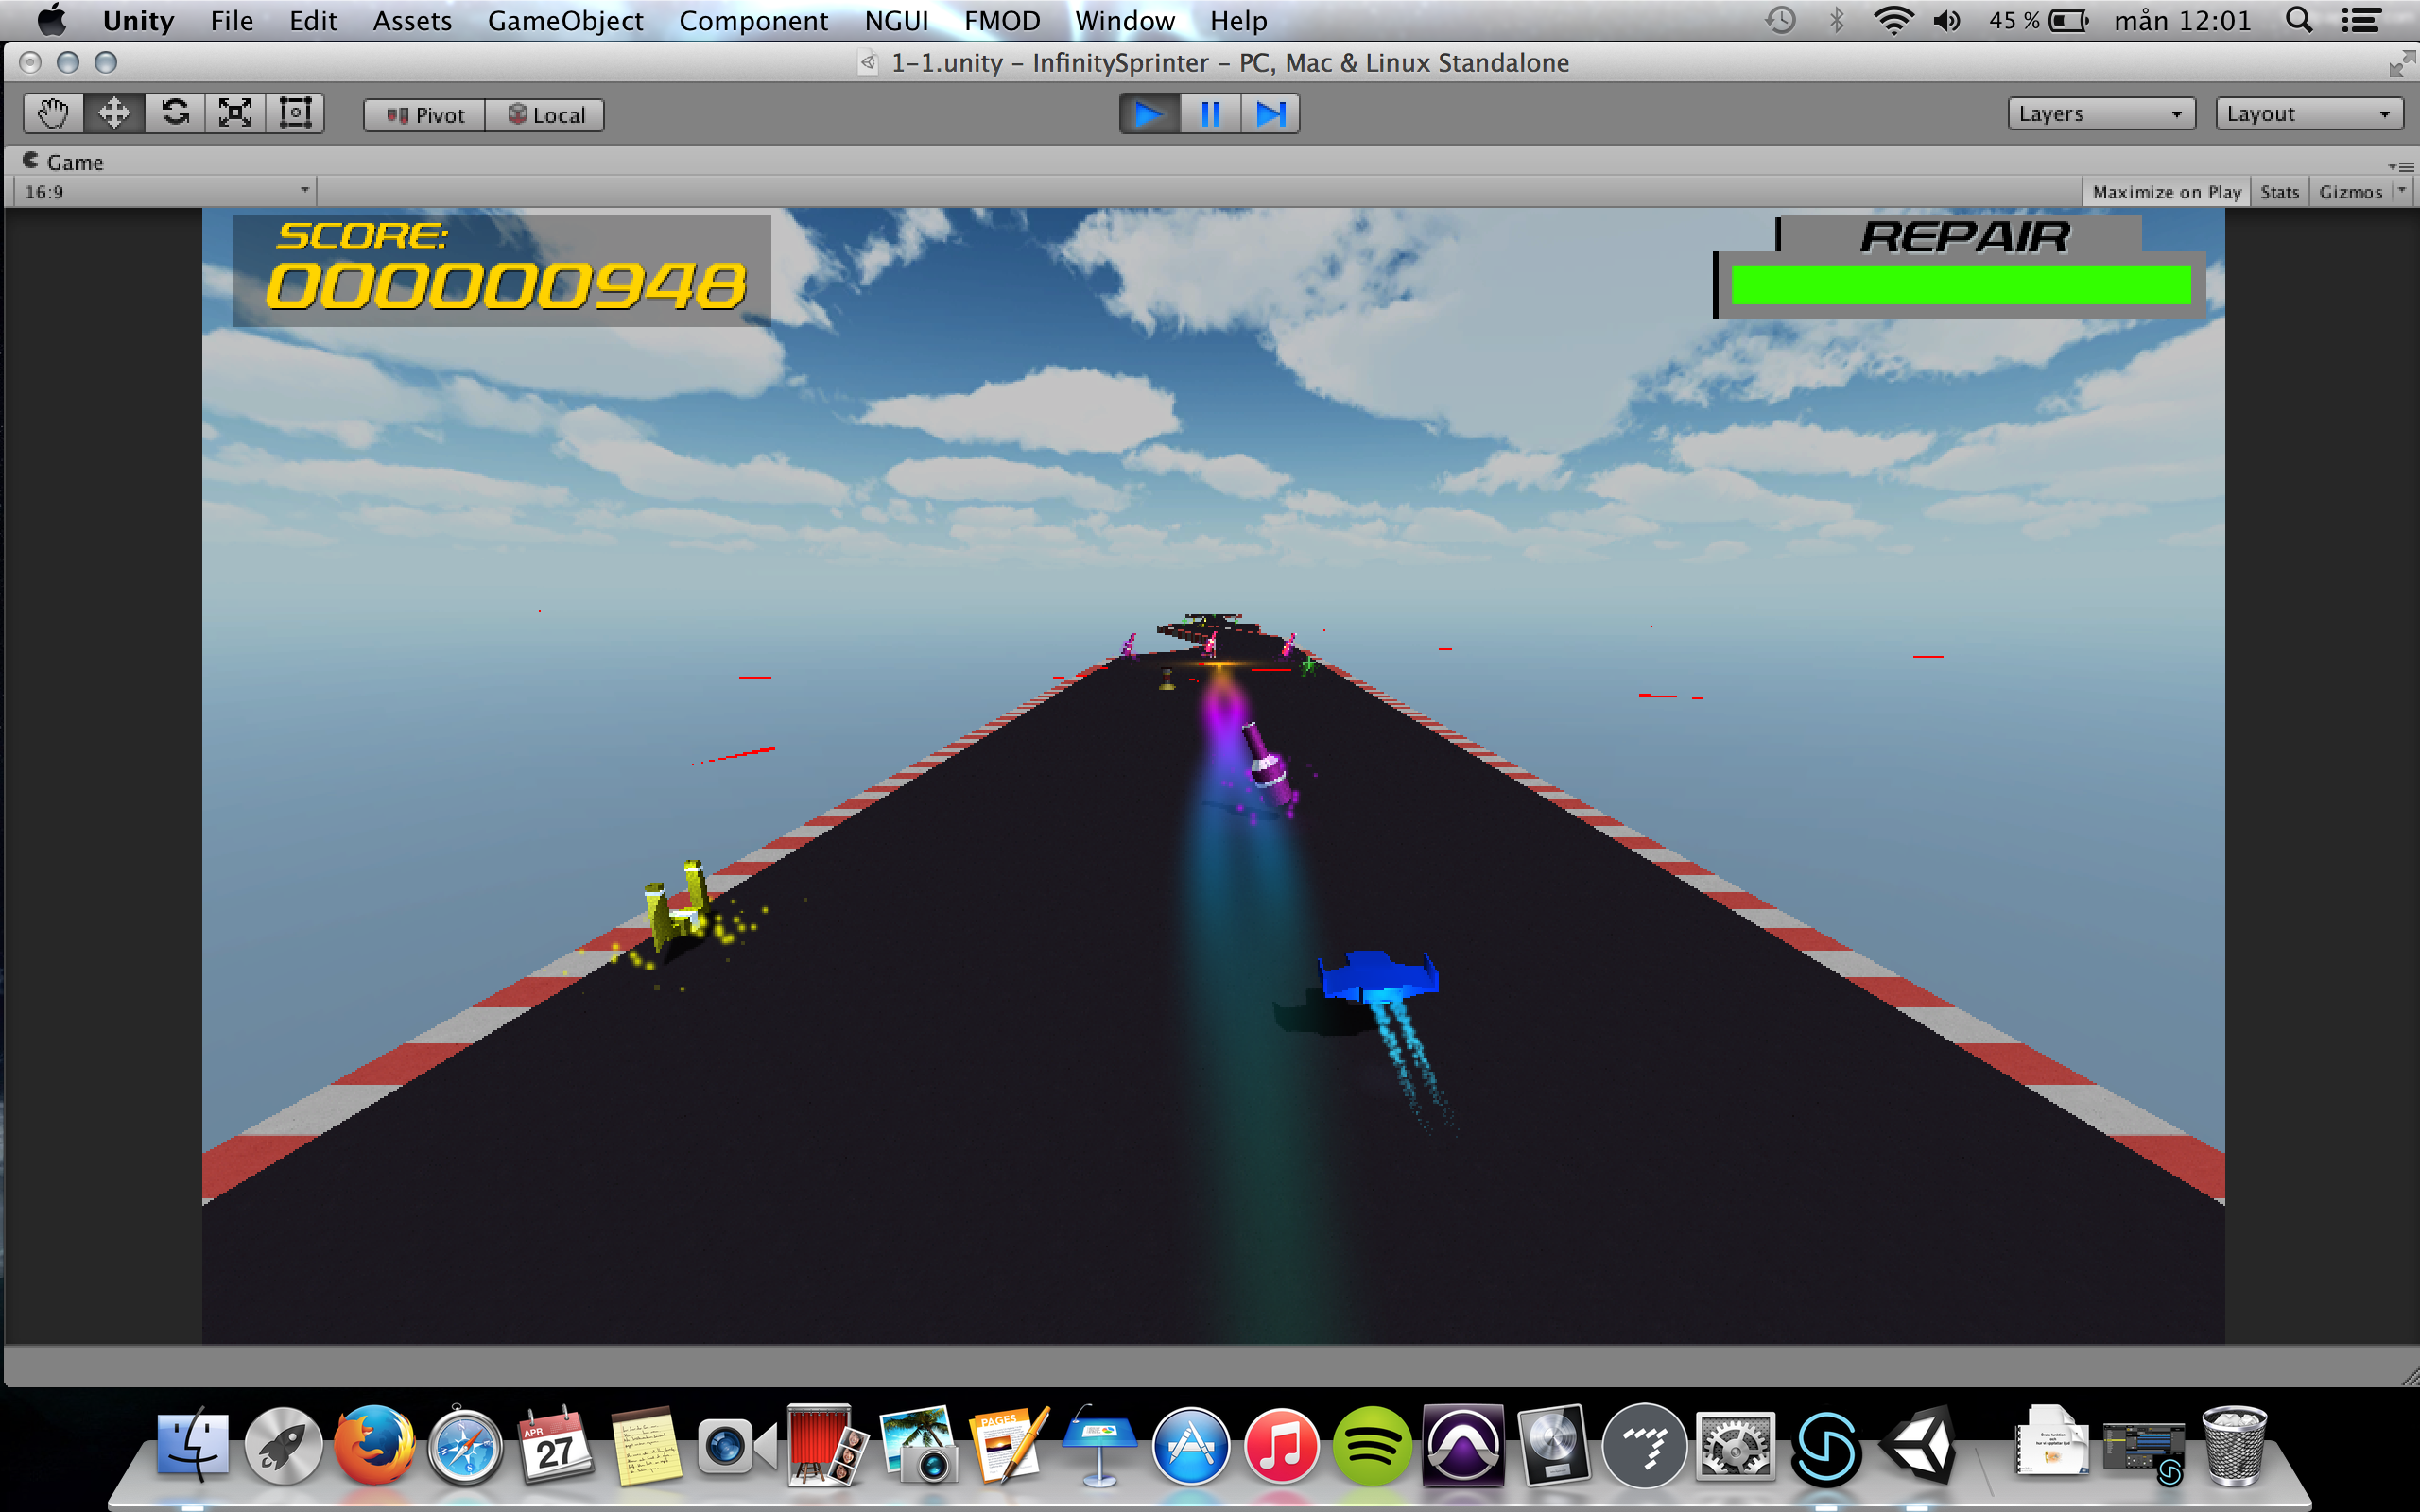 Unity File Edit Assets GameObject Component NGUI FMOD Window Help 45 % mån 12:01
1-1.unity – InfinitySprinter – PC, Mac & Linux Standalone
Pivot Local Layers Layout
Game
16:9 Maximize on Play Stats Gizmos
SCORE:
000000948
REPAIR
APR
27
PAGES